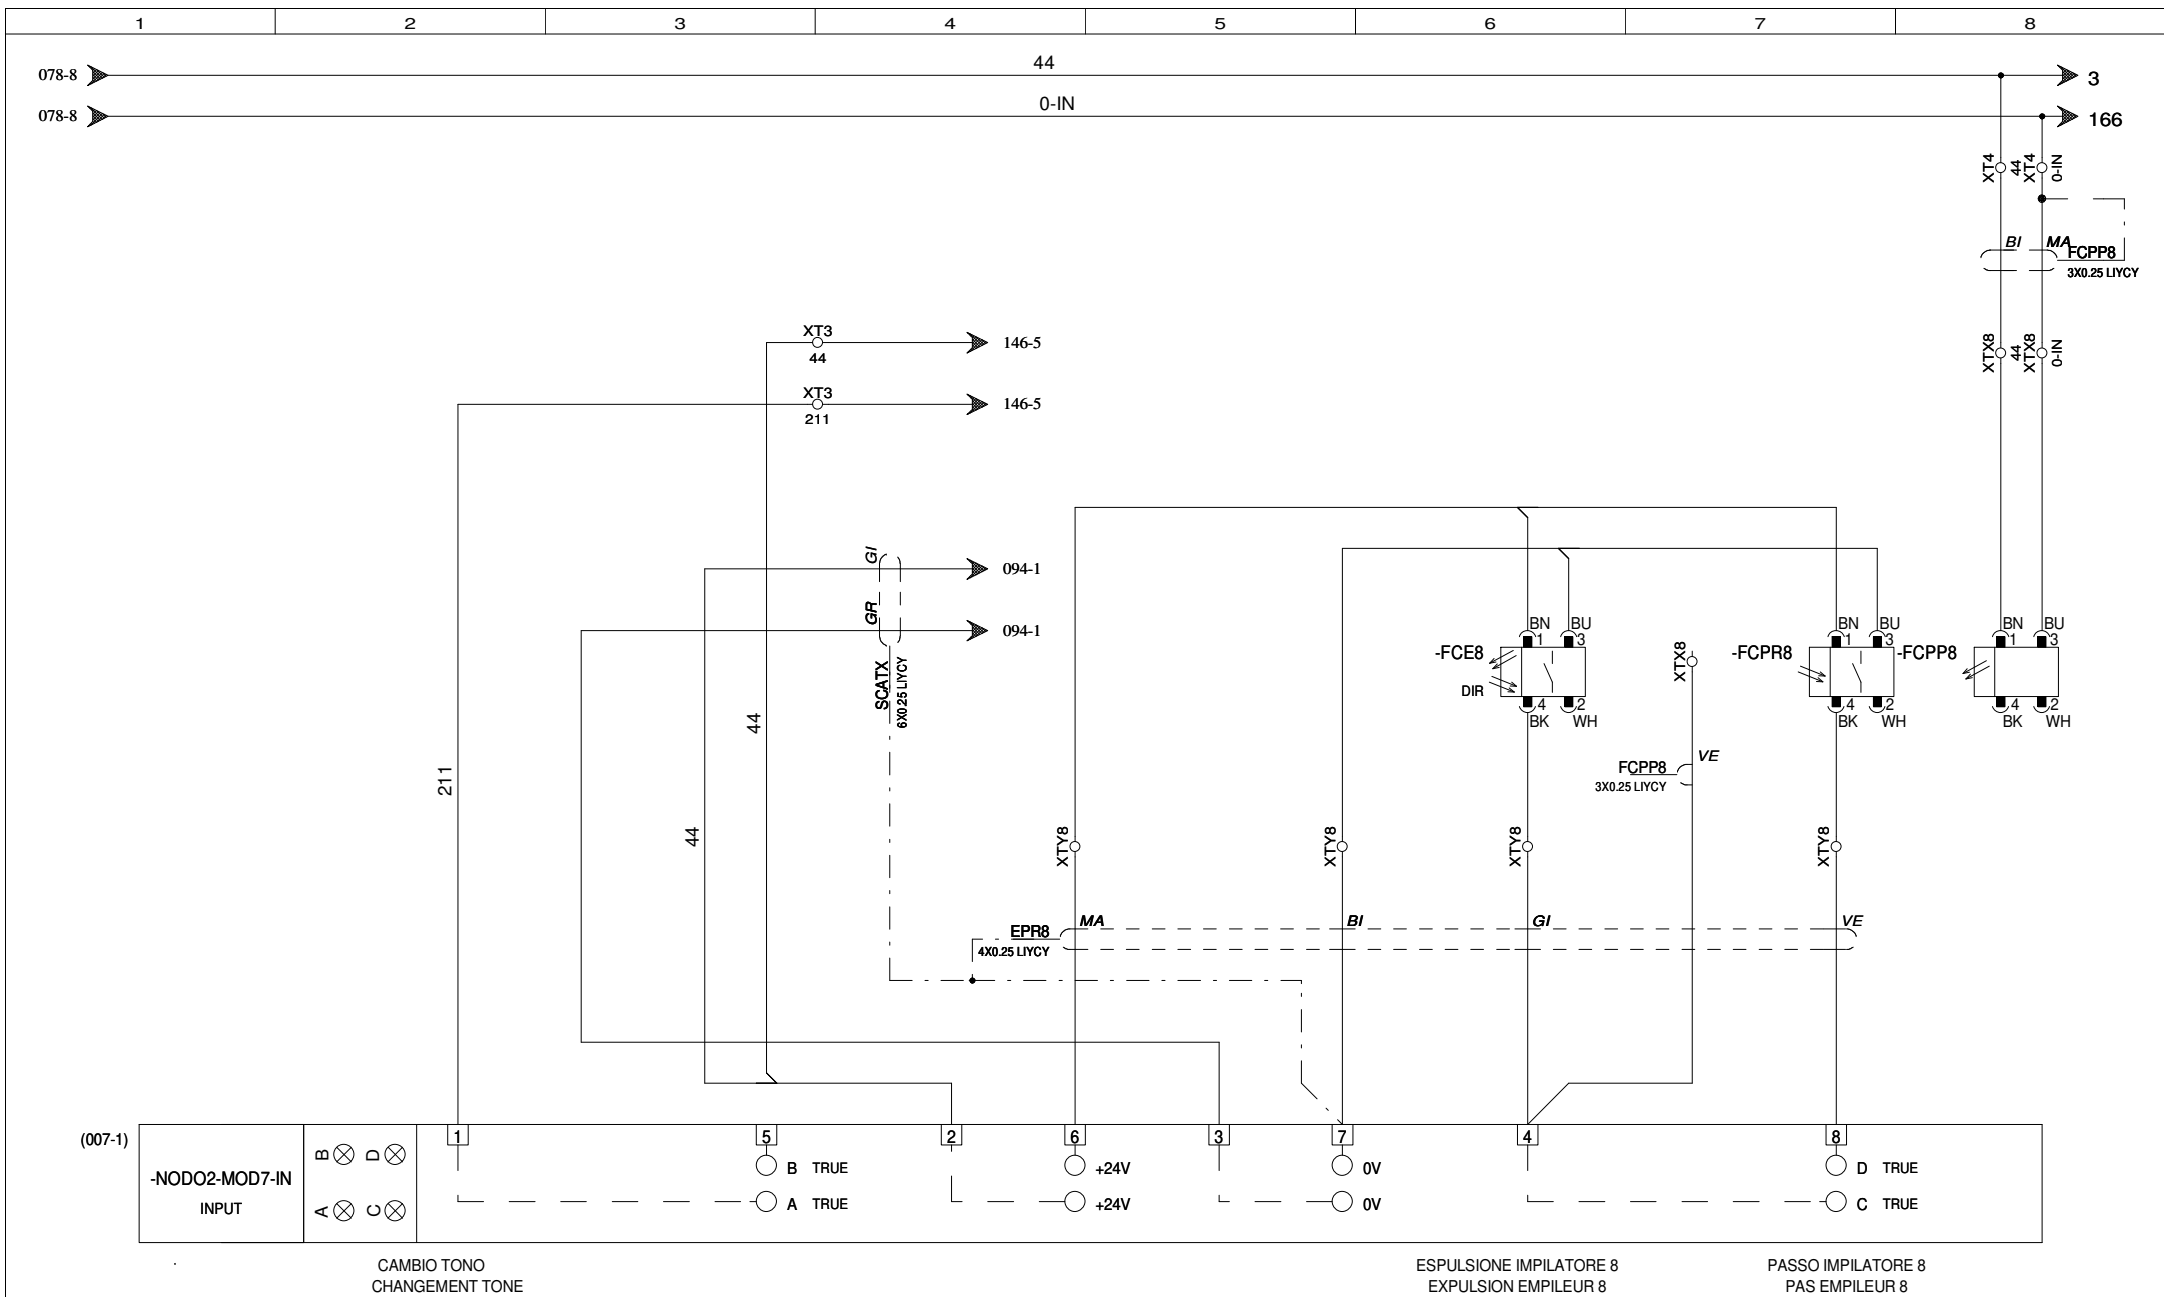 1 2 3 4 5 6 7 8
078-8 44 3
078-8 0-IN 166
XT4 44 XT4 0-IN
BI MA FCPP8
3X0.25 LIYCY
XTX8 44 XTX8 0-IN
XT3 146-5
44
XT3 146-5
211
GI 094-1
GR 094-1
SCATX
6X0.25 LIYCY
BN BU BN BU BN BU
1 3 1 3 1 3
-FCE8 XTX8 -FCPR8 -FCPP8
DIR
4 2 4 2 4 2
BK WH BK WH BK WH
44
211
44
VE
FCPP8
3X0.25 LIYCY
XTY8 XTY8 XTY8 XTY8
MA BI GI VE
EPR8
4X0.25 LIYCY
(007-1) 1 5 2 6 3 7 4 8
B D
-NODO2-MOD7-IN B TRUE +24V 0V D TRUE
INPUT A C A TRUE +24V 0V C TRUE
CAMBIO TONO ESPULSIONE IMPILATORE 8 PASSO IMPILATORE 8
CHANGEMENT TONE EXPULSION EMPILEUR 8 PAS EMPILEUR 8